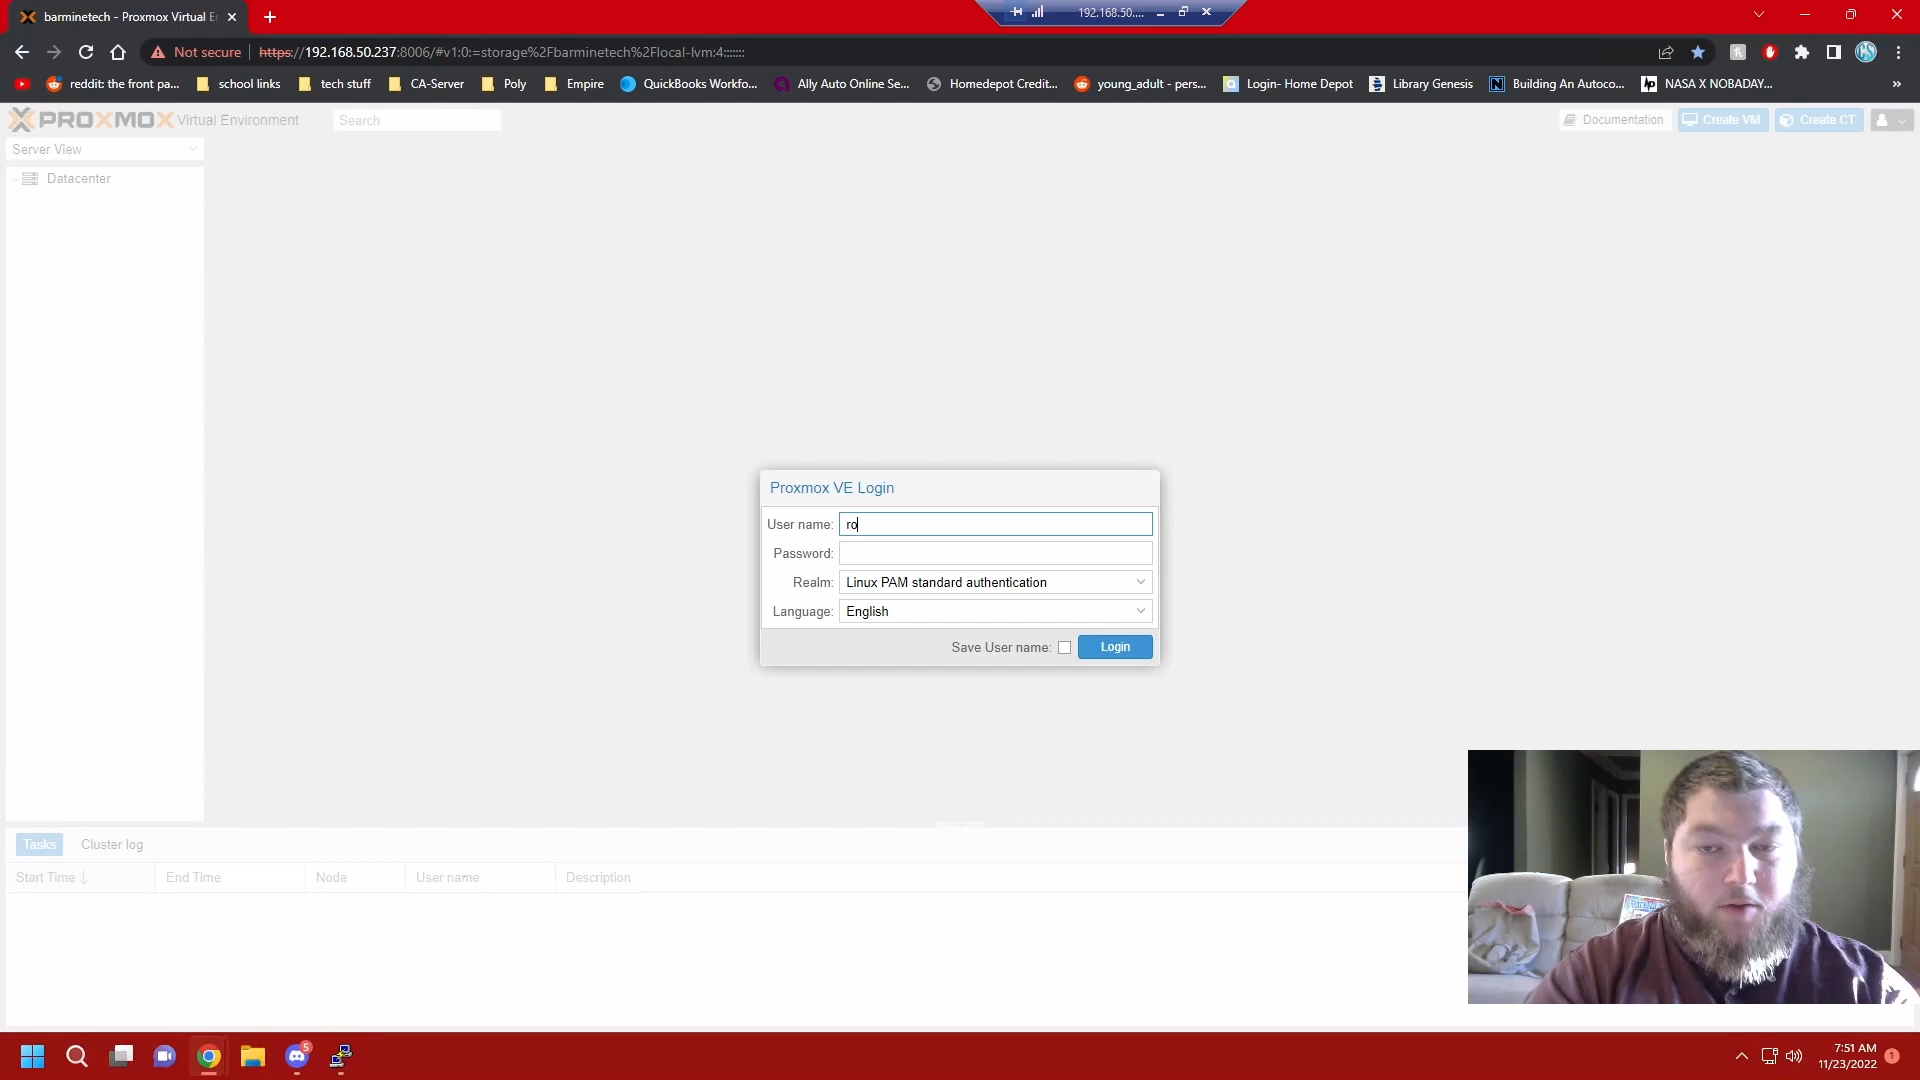 barminetech - Proxmox Virtual Er
192.168.50....
Not secure https://192.168.50.237:8006/#v1:0:=storage%2Fbarminetech%2Flocal-lvm:4:::::::
reddit: the front pa...
school links
tech stuff
CA-Server
Poly
Empire
QuickBooks Workfo...
Ally Auto Online Se...
Homedepot Credit...
young_adult - pers...
Login- Home Depot
Library Genesis
Building An Autoco...
NASA X NOBADAY...
»
PROXMOX Virtual Environment
Search
Documentation
Create VM
Create CT
Server View
Datacenter
Proxmox VE Login
User name: ro
Password:
Realm: Linux PAM standard authentication
Language: English
Save User name:
Login
Tasks
Cluster log
Start Time
End Time
Node
User name
Description
5
7:51 AM
11/23/2022
1